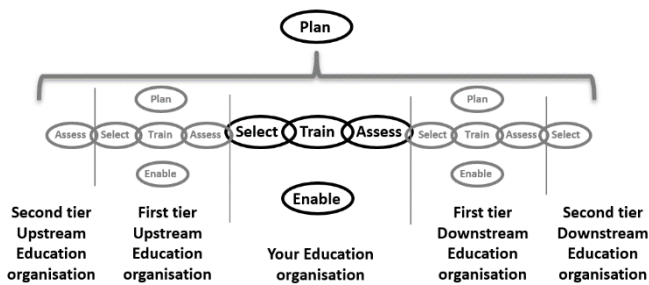 Plan
Plan Plan
Assess Select Train Assess Select Train Assess Select Train Assess Select
Enable Enable
Enable
Second tier
Upstream
Education
organisation
First tier
Upstream
Education
organisation
Your Education
organisation
First tier
Downstream
Education
organisation
Second tier
Downstream
Education
organisation